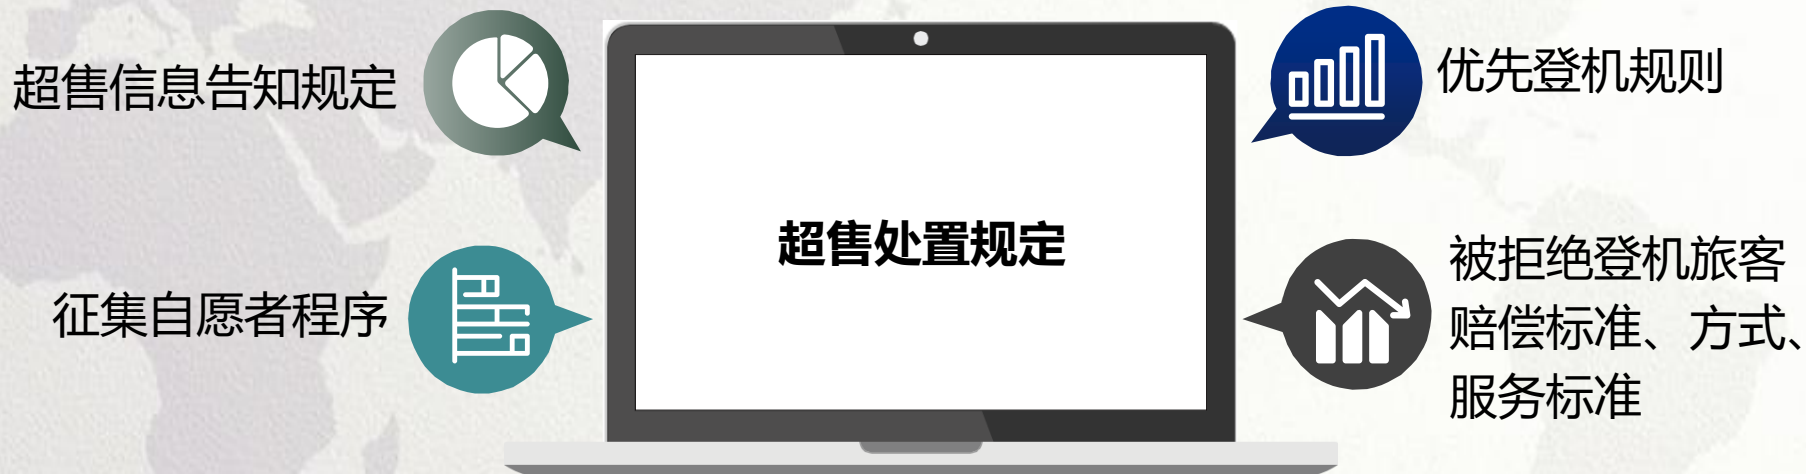 超售信息告知规定
征集自愿者程序
超售处置规定
优先登机规则
被拒绝登机旅客
赔偿标准、方式、
服务标准